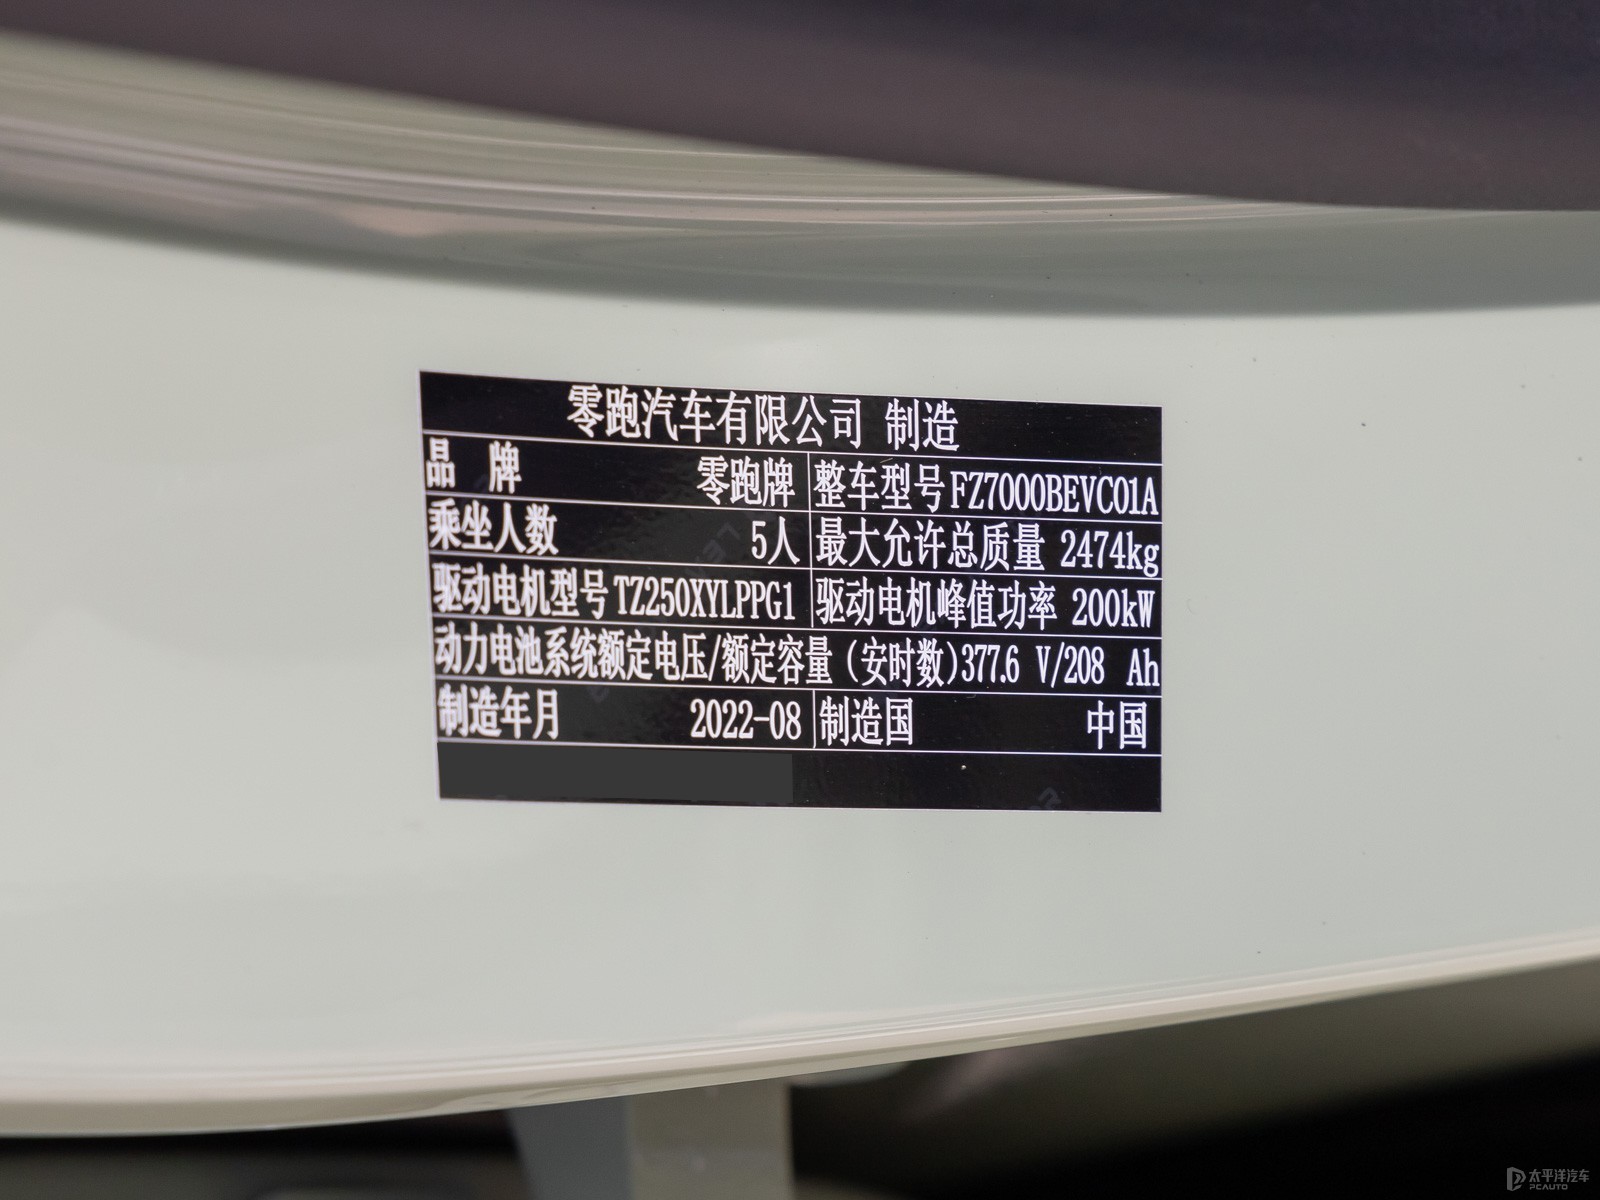 零跑汽车有限公司 制造
品 牌 零跑牌 整车型号 FZ7000BEVC01A
乘坐人数 5人 最大允许总质量 2474kg
驱动电机型号 TZ250XYLPPG1 驱动电机峰值功率 200kW
动力电池系统额定电压/额定容量(安时数)377.6 V/208 Ah
制造年月 2022-08 制造国 中国
太平洋汽车
PCAUTO